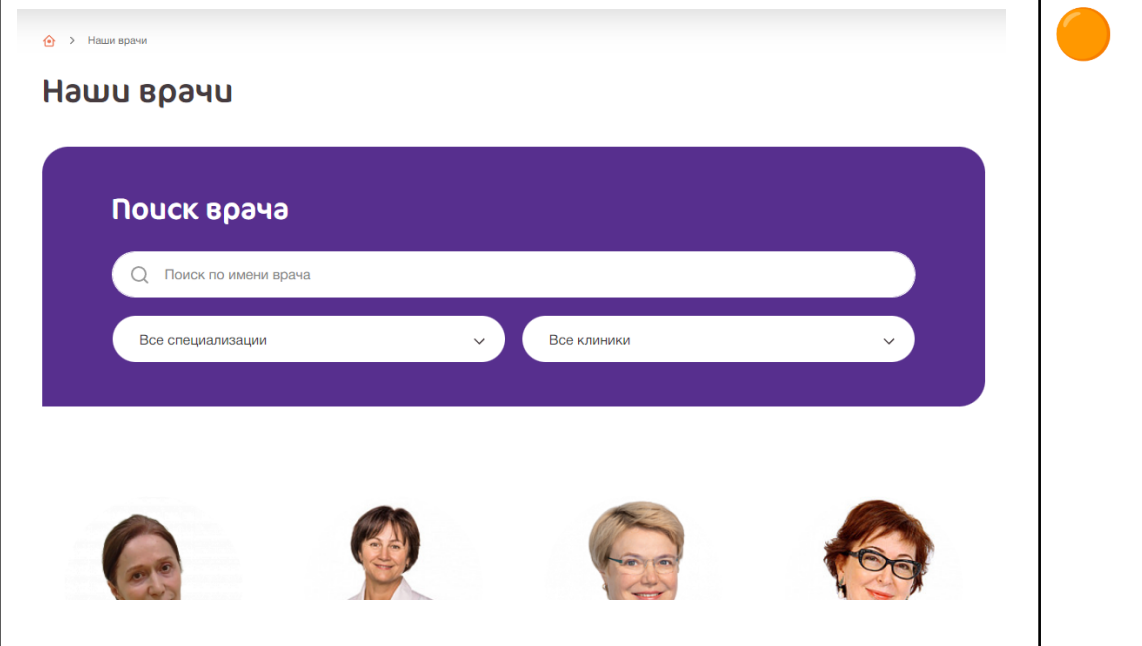 Наши врачи
Наши врачи
Поиск врача
Поиск по имени врача
Все специализации
Все клиники